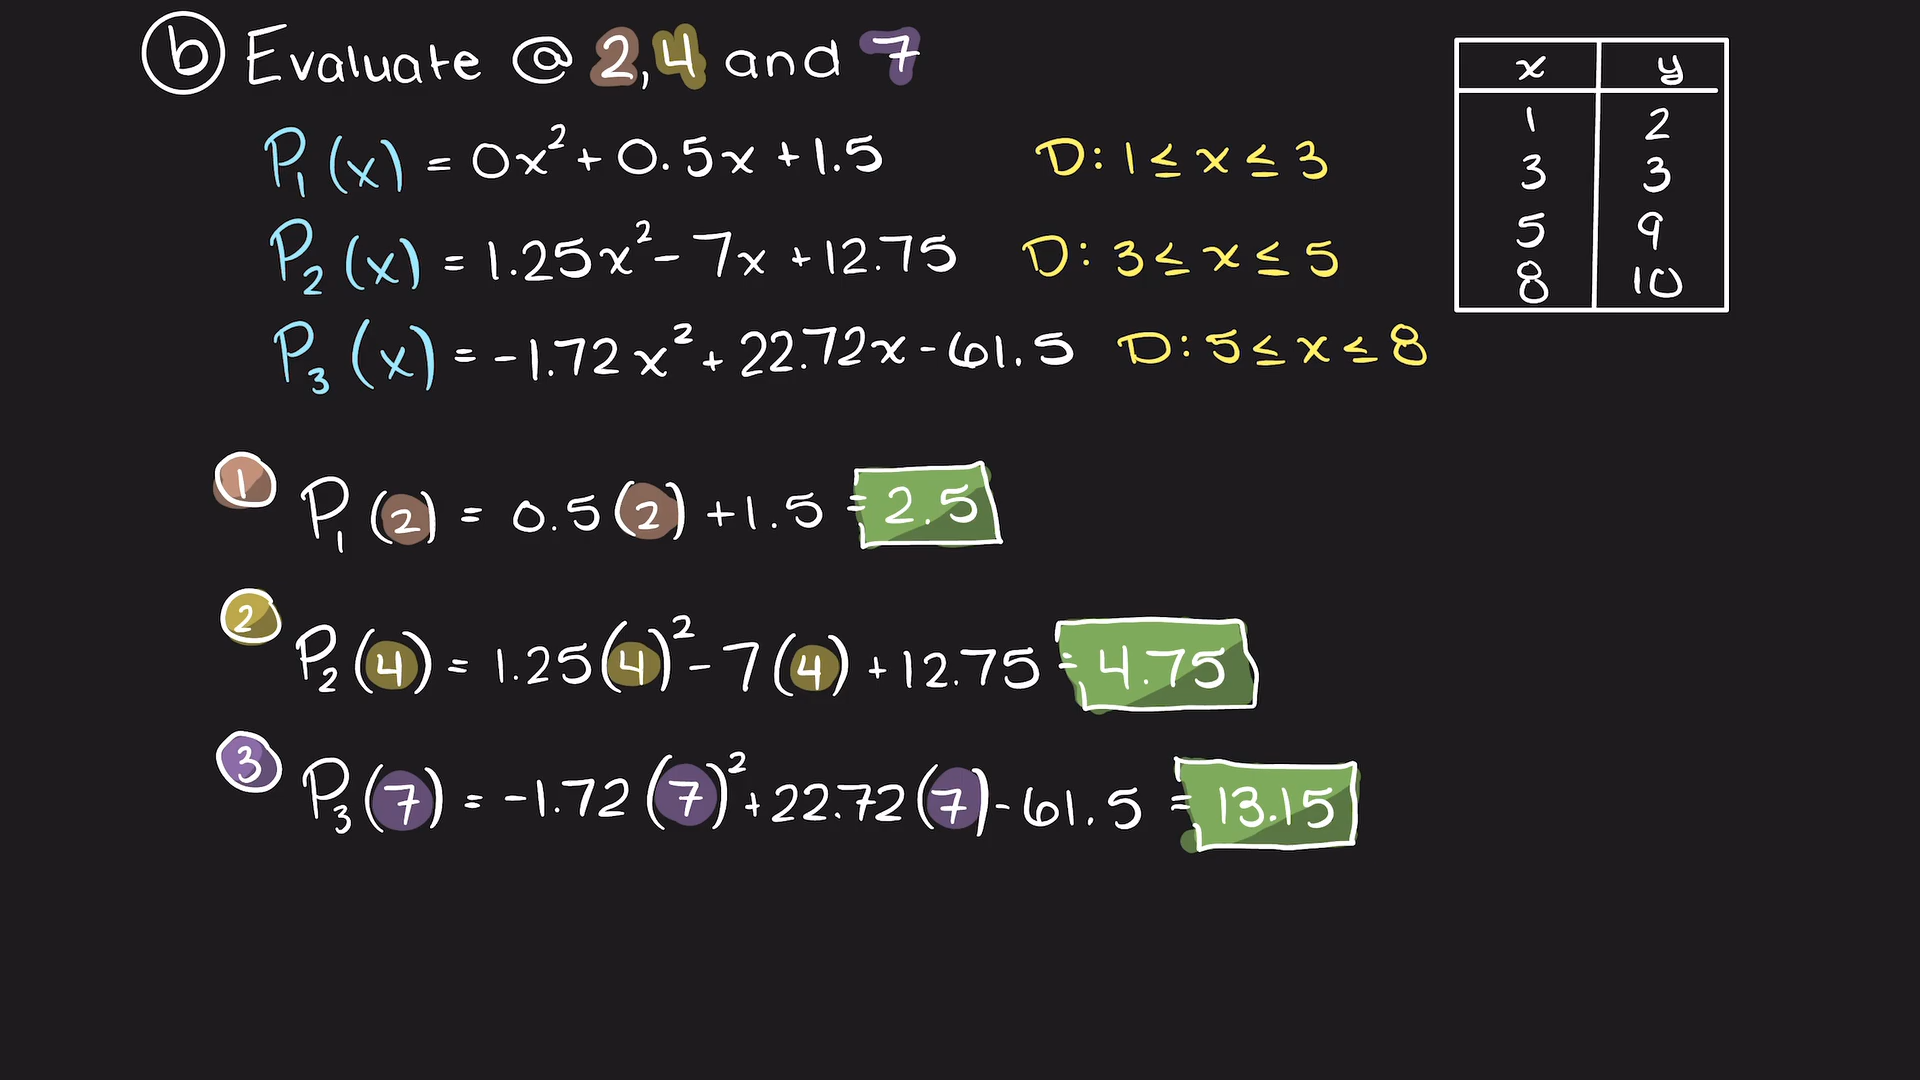 b Evaluate @ 2, 4 and 7
P₁(x) = 0x² + 0.5x + 1.5 D: 1 ≤ x ≤ 3
P₂(x) = 1.25x² - 7x + 12.75 D: 3 ≤ x ≤ 5
P₃(x) = -1.72x² + 22.72x - 61.5 D: 5 ≤ x ≤ 8
x y
1 2
3 3
5 9
8 10
1 P₁(2) = 0.5(2) + 1.5 = 2.5
2 P₂(4) = 1.25(4)² - 7(4) + 12.75 = 4.75
3 P₃(7) = -1.72(7)² + 22.72(7) - 61.5 = 13.15